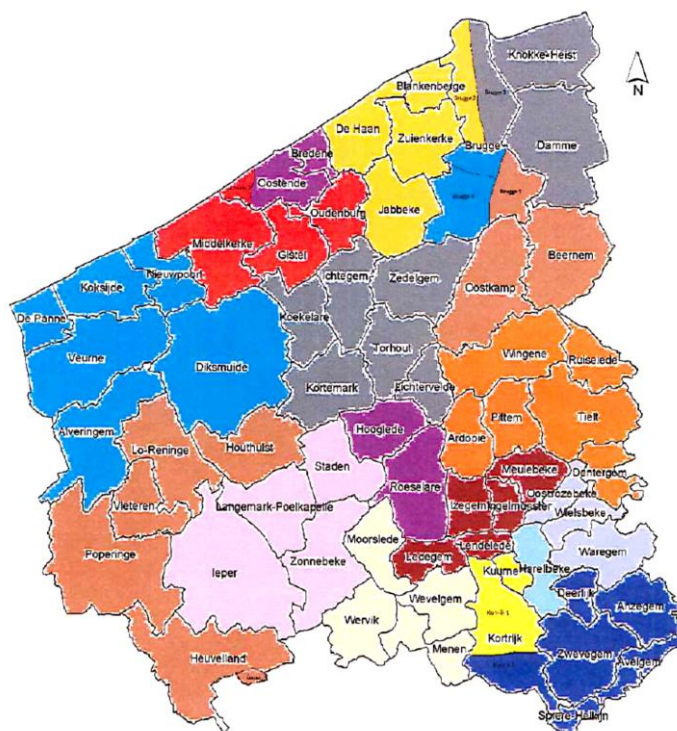 Knokke-Heist
N
Blankenberge
De Haan
Zuienkerke
Brugge
Damme
Bredene
Oostende
Oudenburg
Jabbeke
Middelkerke
Gistel
Beernem
Nieuwpoort
Koksijde
Ichtegem
Zedelgem
Oostkamp
De Panne
Koekelare
Veurne
Diksmuide
Torhout
Wingene
Ruiselede
Kortemark
Lichtervelde
Alveringem
Lo-Reninge
Houthulst
Hooglede
Ardooie
Pittem
Tielt
Staden
Meulebeke
Dentergem
Roeselare
Vleteren
Langemark-Poelkapelle
Izegem
Ingelmunster
Oostrozebeke
Wielsbeke
Moorslede
Lendelede
Poperinge
Zonnebeke
Ledegem
Waregem
Ieper
Kuurne
Harelbeke
Wevelgem
Deerlijk
Anzegem
Wervik
Kortrijk
Menen
Zwevegem
Avelgem
Heuvelland
Spiere-Helkijn